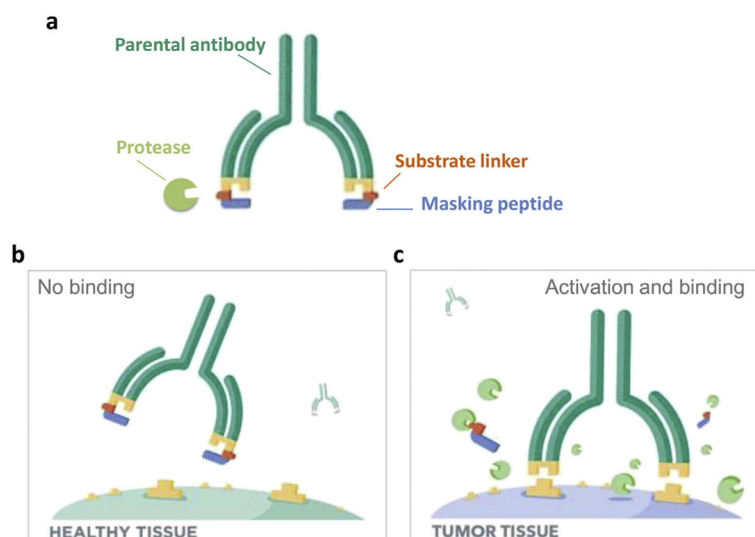 a
Parental antibody
Protease
Substrate linker
Masking peptide
b
No binding
HEALTHY TISSUE
c
Activation and binding
TUMOR TISSUE